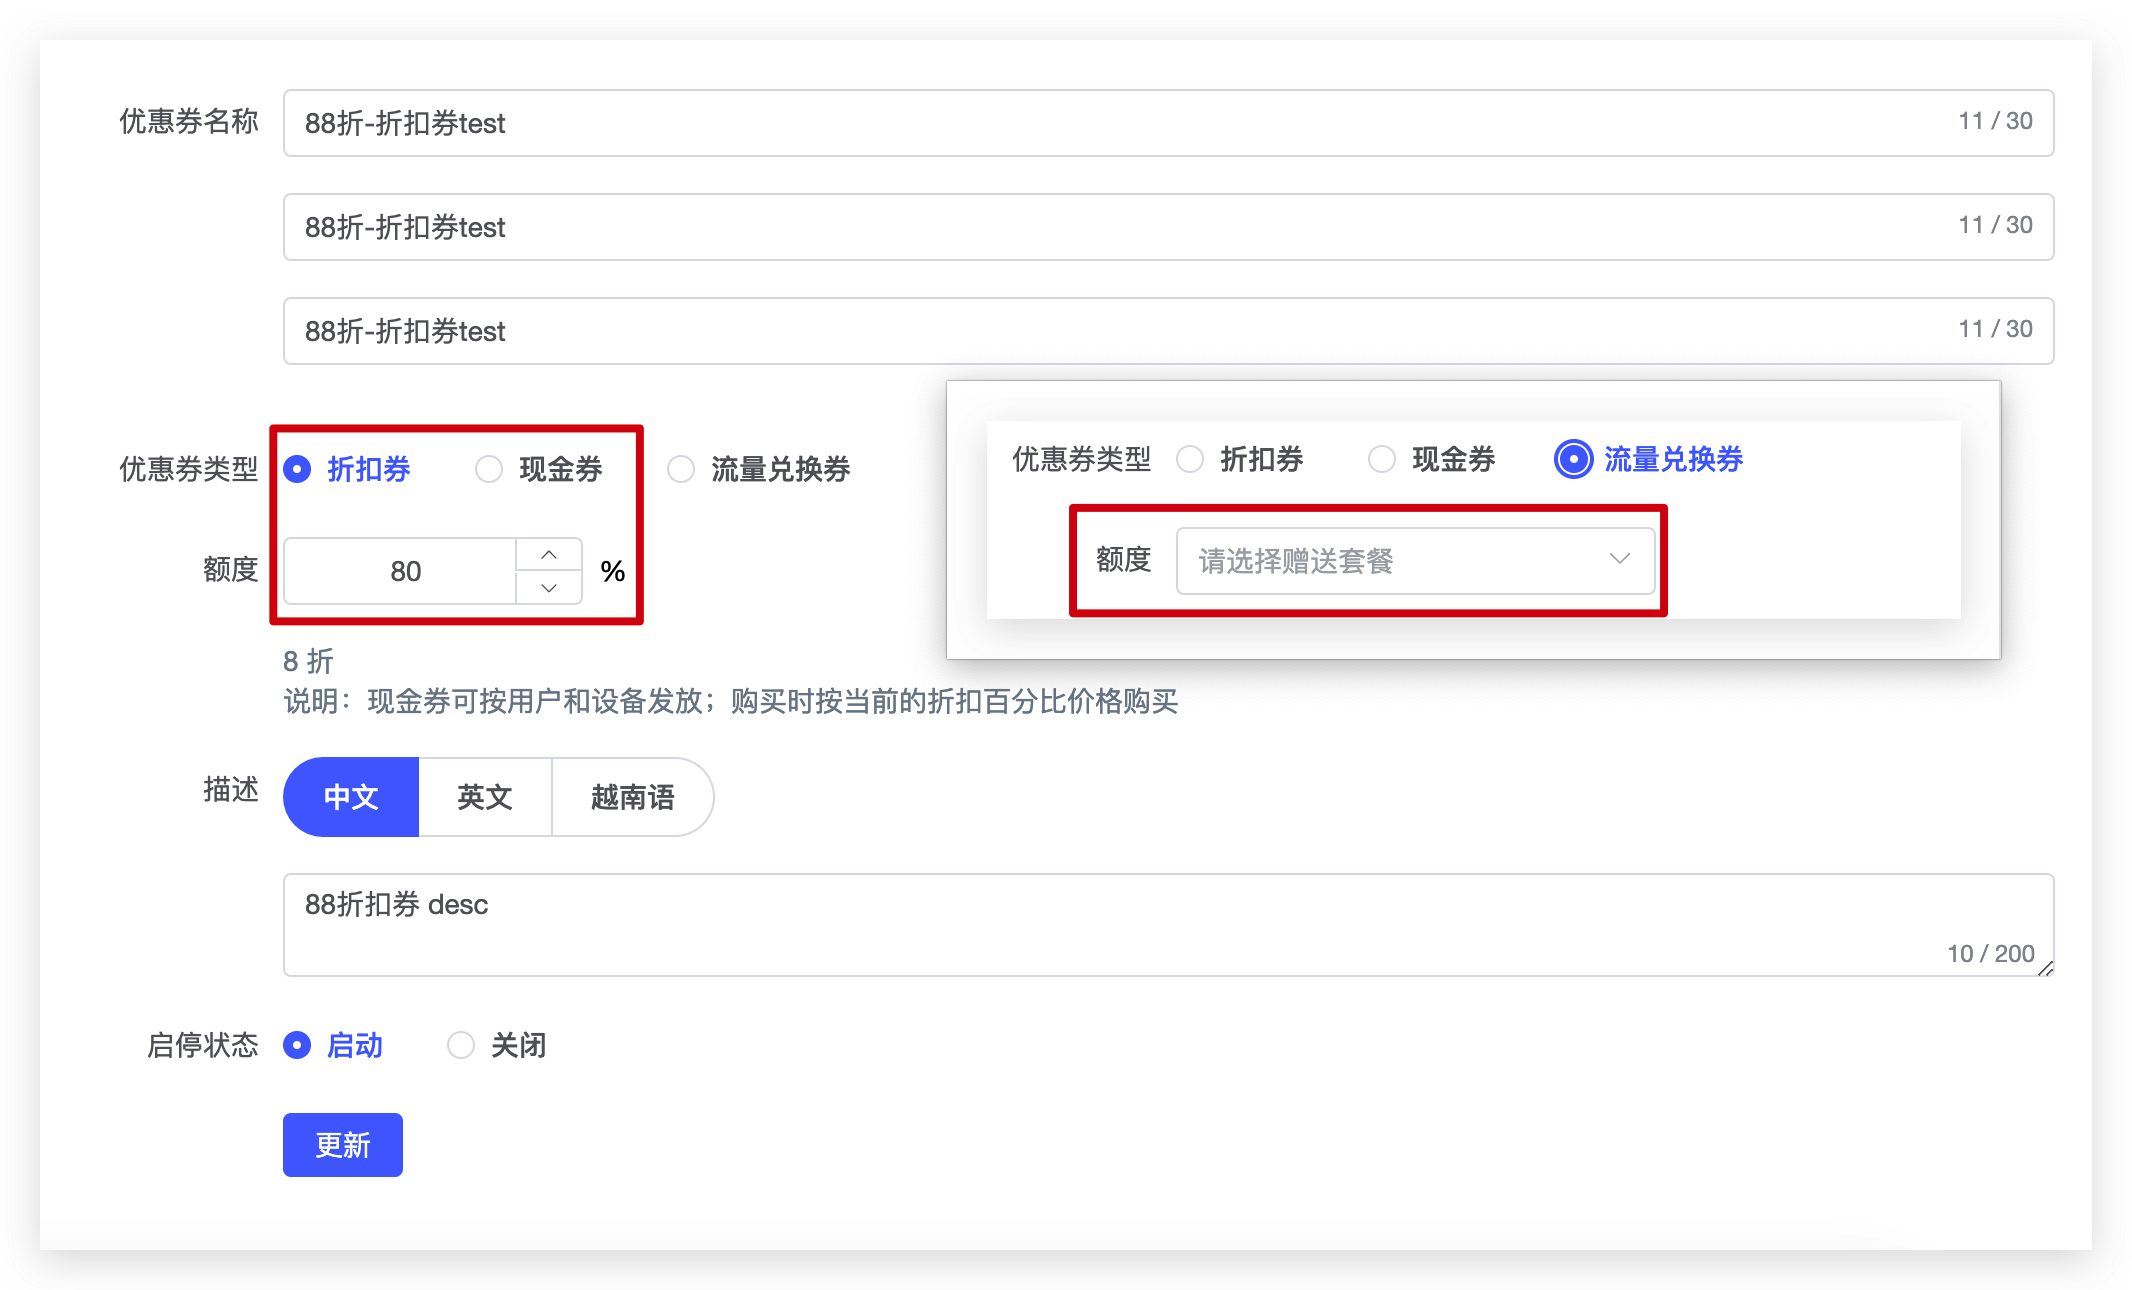 优惠券名称 88折-折扣券test 11 / 30
88折-折扣券test 11 / 30
88折-折扣券test 11 / 30
优惠券类型 折扣券 现金券 流量兑换券
额度 80 %
8 折
说明：现金券可按用户和设备发放；购买时按当前的折扣百分比价格购买
优惠券类型 折扣券 现金券 流量兑换券
额度 请选择赠送套餐
描述 中文 英文 越南语
88折扣券 desc
10 / 200
启停状态 启动 关闭
更新